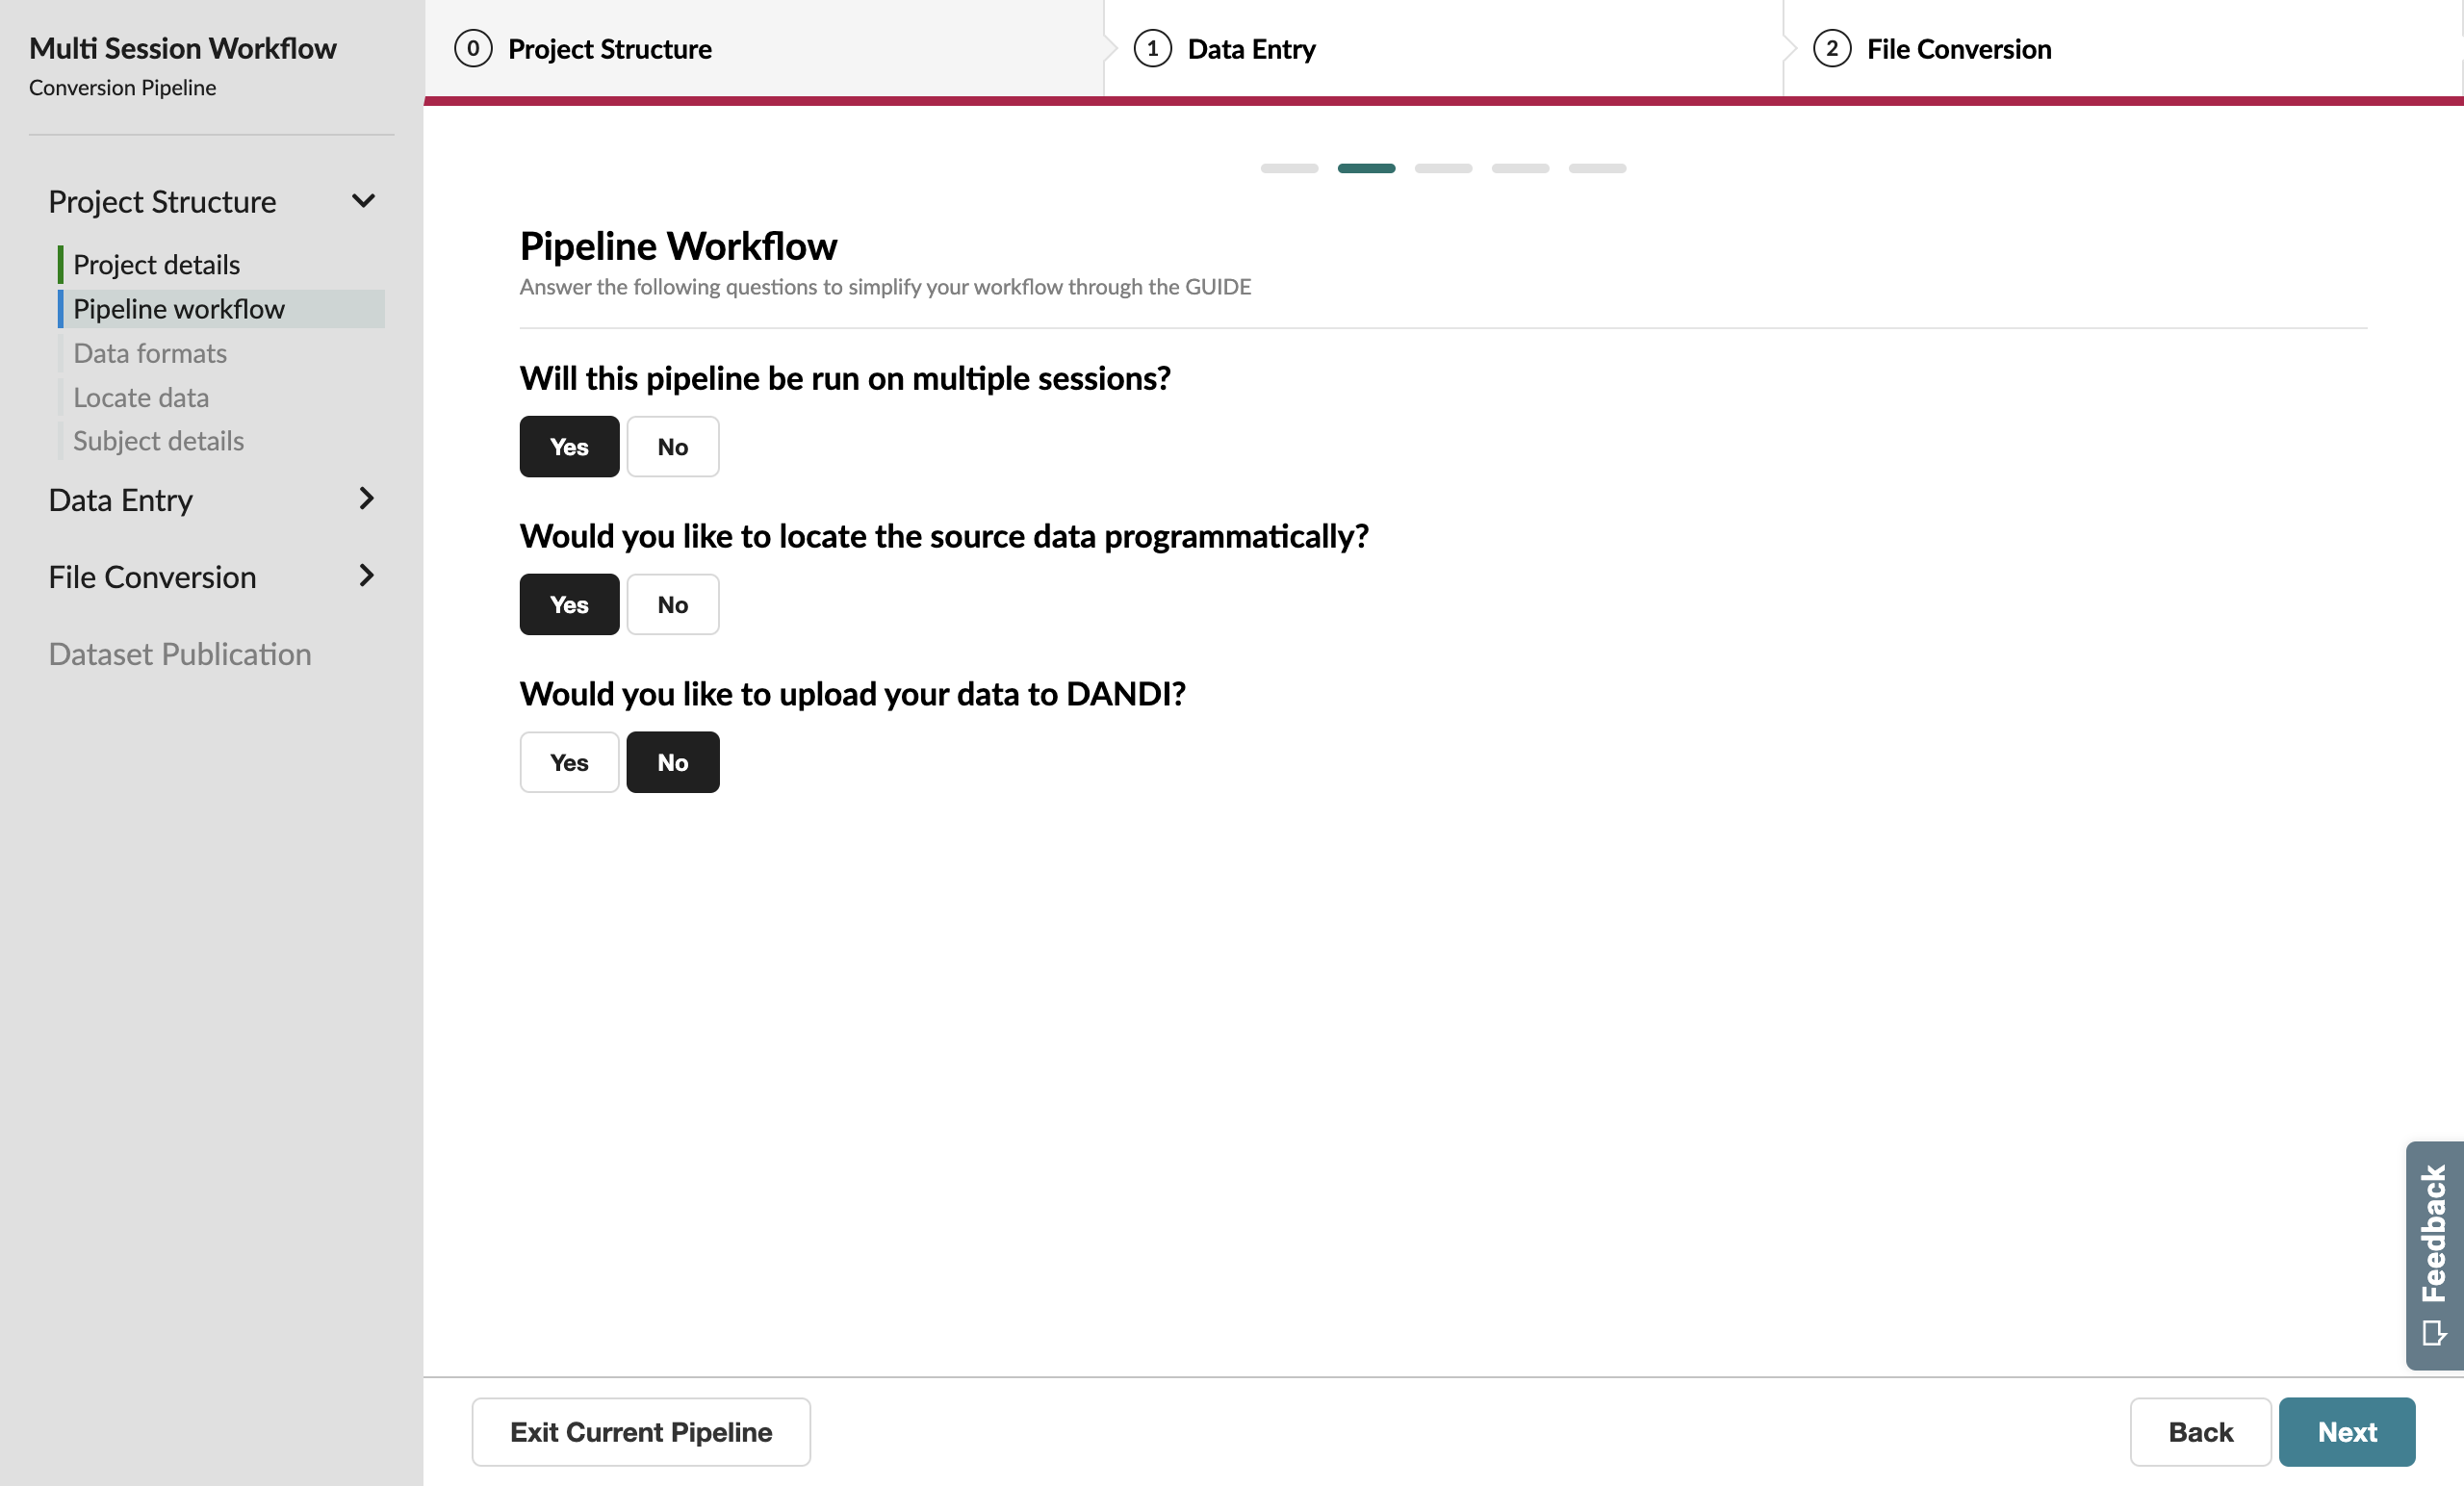 Multi Session Workflow
Conversion Pipeline
Project Structure
Project details
Pipeline workflow
Data formats
Locate data
Subject details
Data Entry
File Conversion
Dataset Publication
0 Project Structure
1 Data Entry
2 File Conversion
Pipeline Workflow
Answer the following questions to simplify your workflow through the GUIDE
Will this pipeline be run on multiple sessions?
Yes No
Would you like to locate the source data programmatically?
Yes No
Would you like to upload your data to DANDI?
Yes No
Feedback
Exit Current Pipeline
Back Next